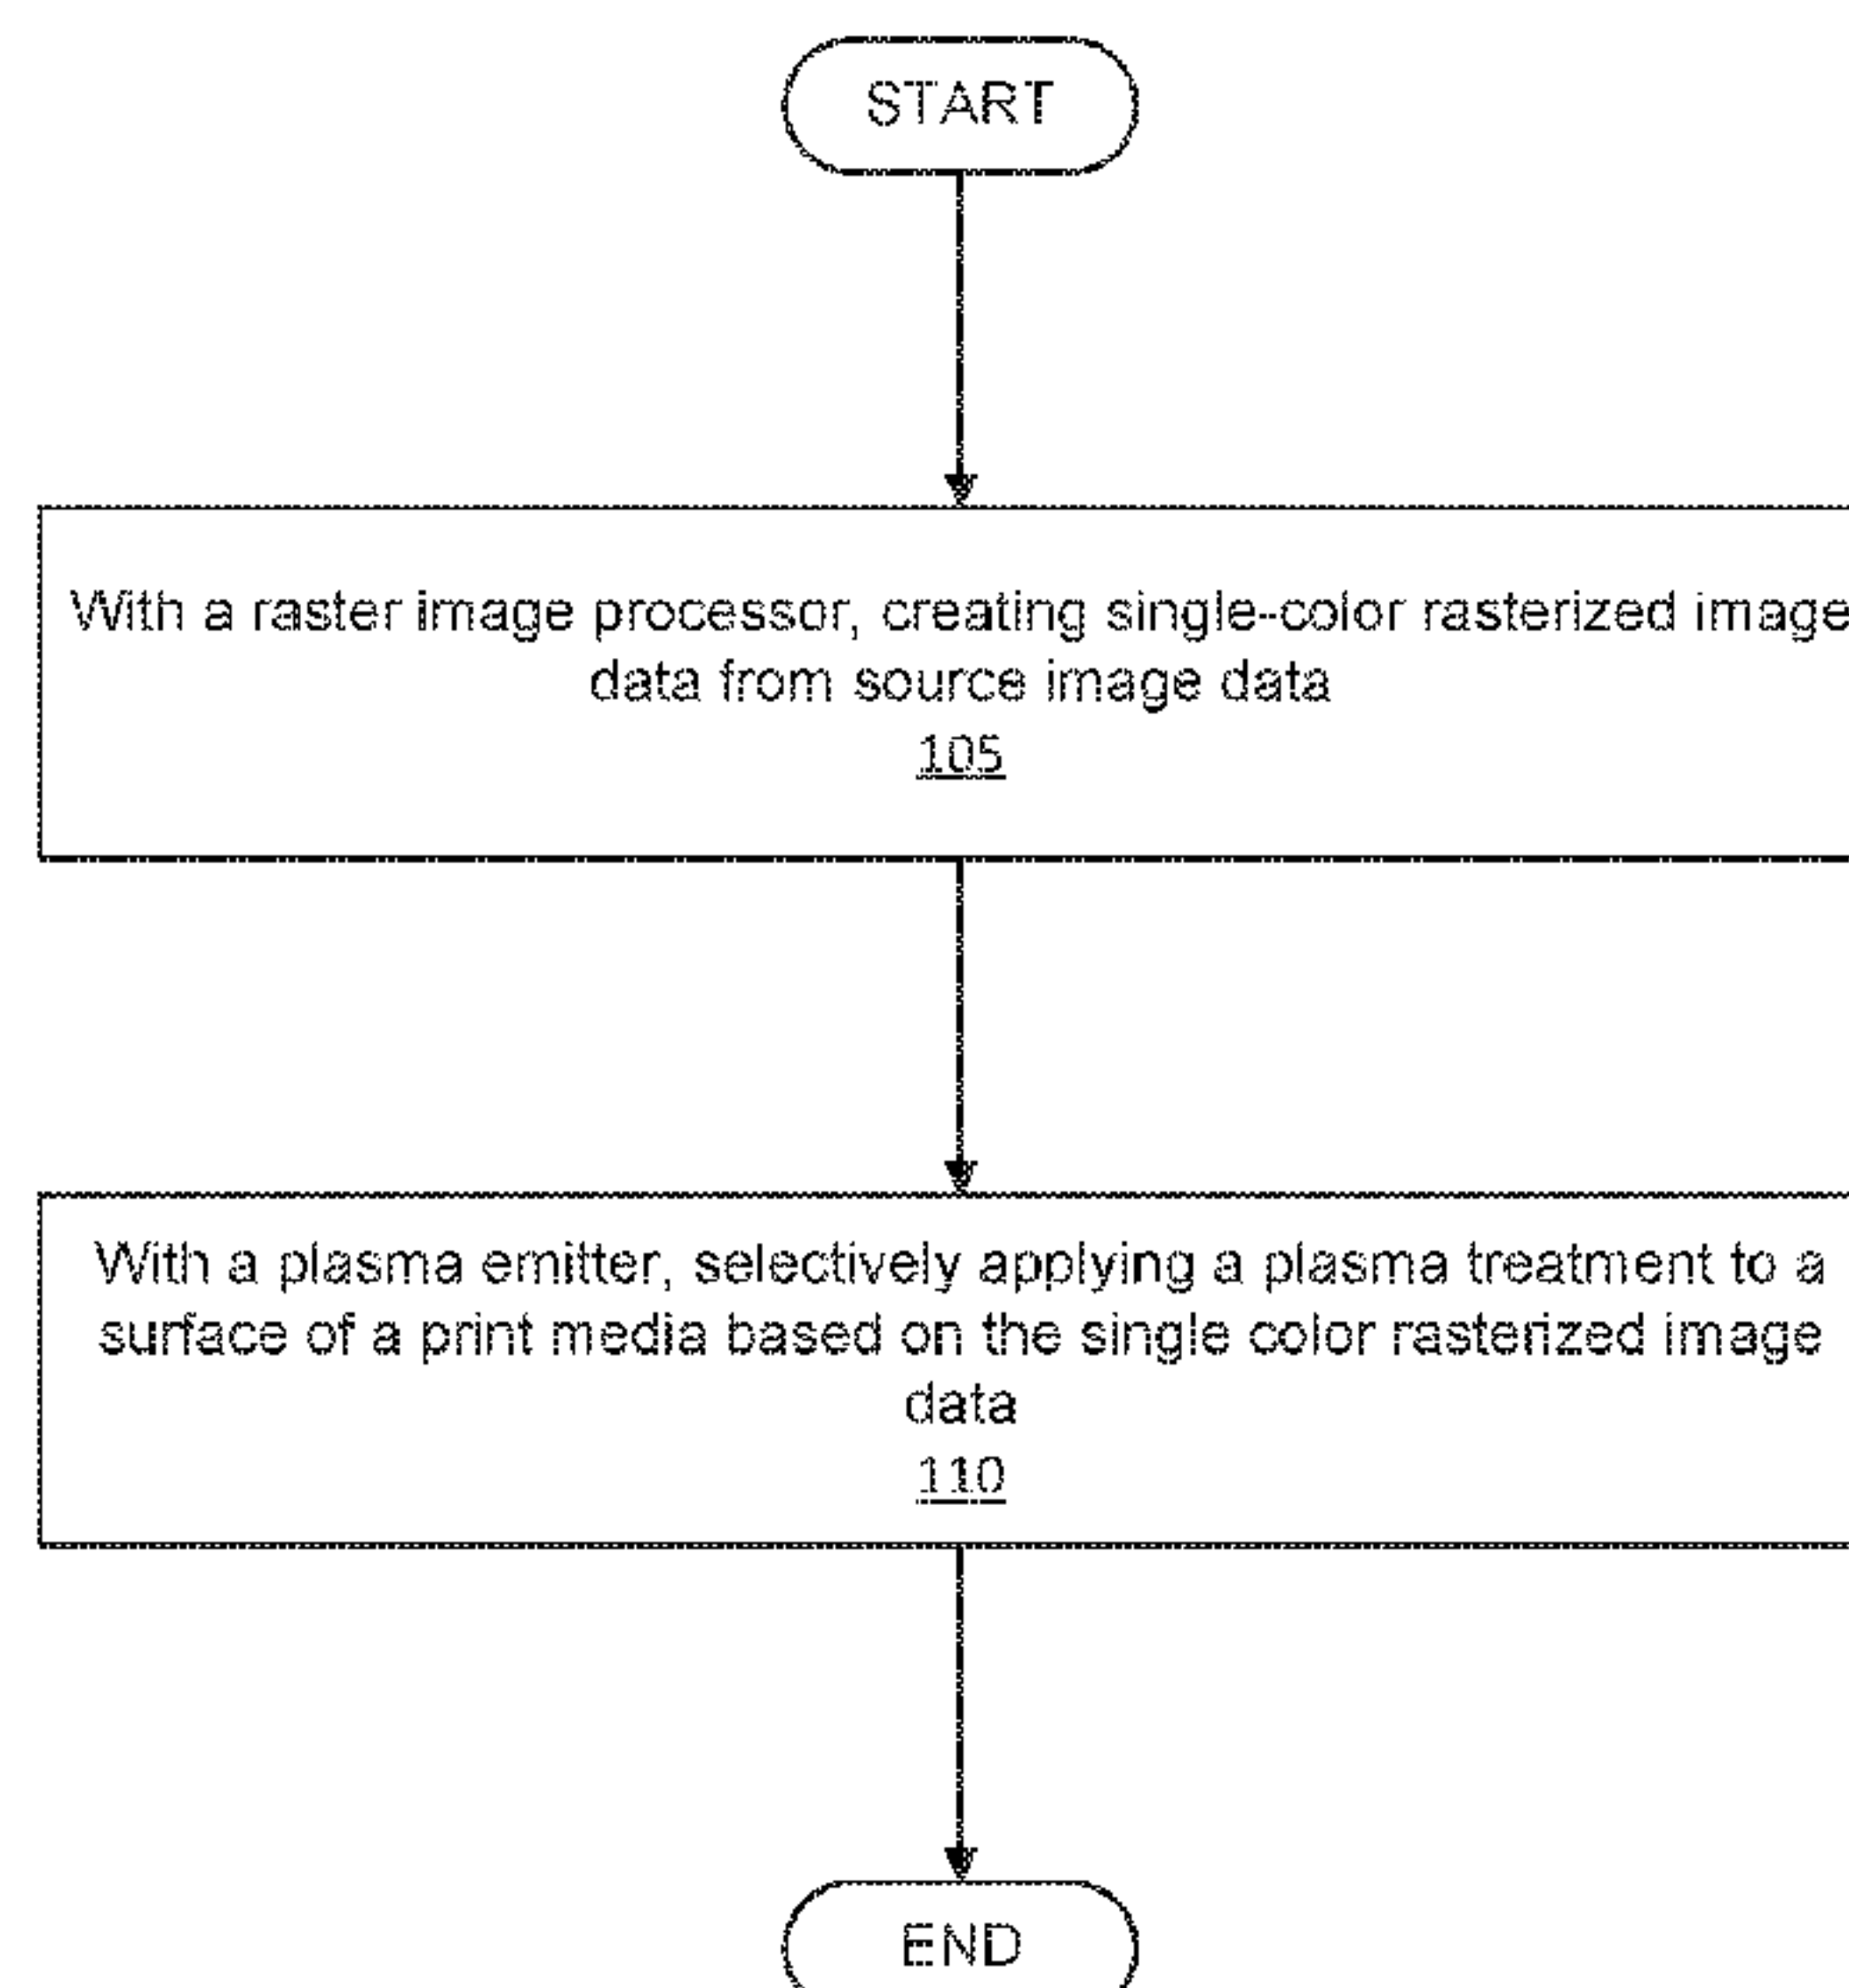 START
With a raster image processor, creating single-color rasterized image
data from source image data
105
With a plasma emitter, selectively applying a plasma treatment to a
surface of a print media based on the single color rasterized image
data
110
END